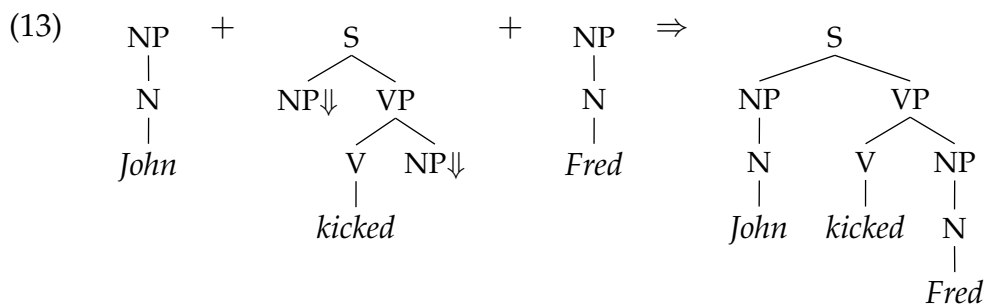 (13) NP + S + NP ⇒ S
N NP⇓ VP N NP VP
John V NP⇓ Fred N V NP
kicked John kicked N
Fred